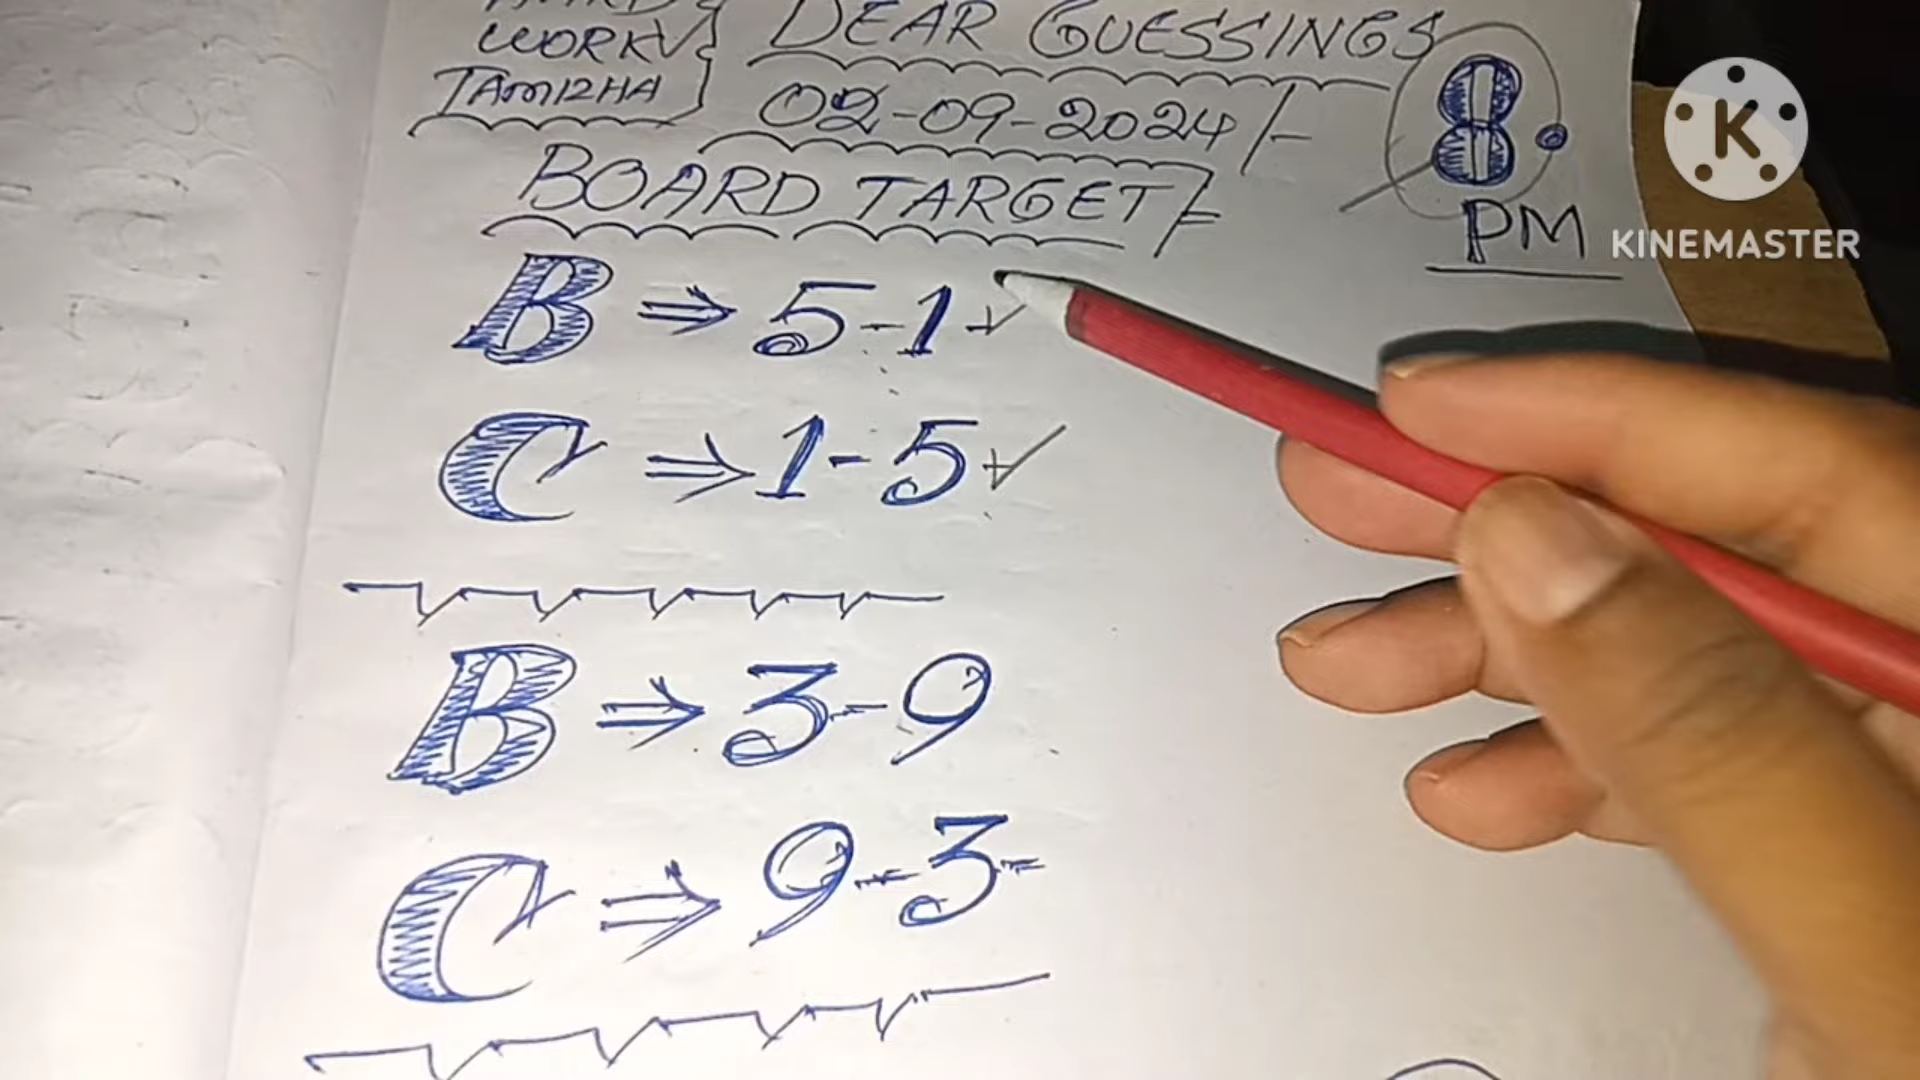 WORK
TAMIZHA
DEAR GUESSINGS
02-09-2024/-
8.
PM
BOARD TARGET/=
B ⇒ 5-1-
C ⇒ 1-5-
B ⇒ 3-9
C ⇒ 9-3-
K
KINEMASTER